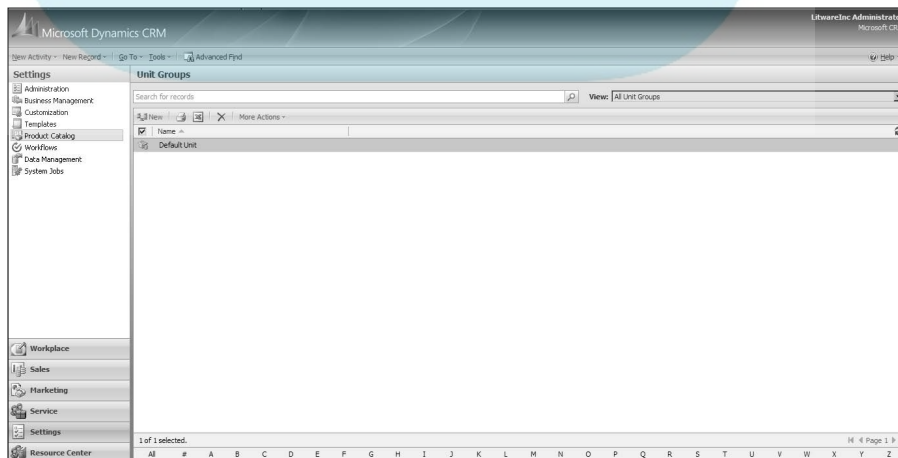 LitwareInc Administrato
Microsoft CR
Microsoft Dynamics CRM
New Activity New Record Go To Tools Advanced Find Help
Settings
Administration
Business Management
Customization
Templates
Product Catalog
Workflows
Data Management
System Jobs
Workplace
Sales
Marketing
Service
Settings
Resource Center
Unit Groups
Search for records View: All Unit Groups
New More Actions
Name
Default Unit
1 of 1 selected. Page 1
All # A B C D E F G H I J K L M N O P Q R S T U V W X Y Z